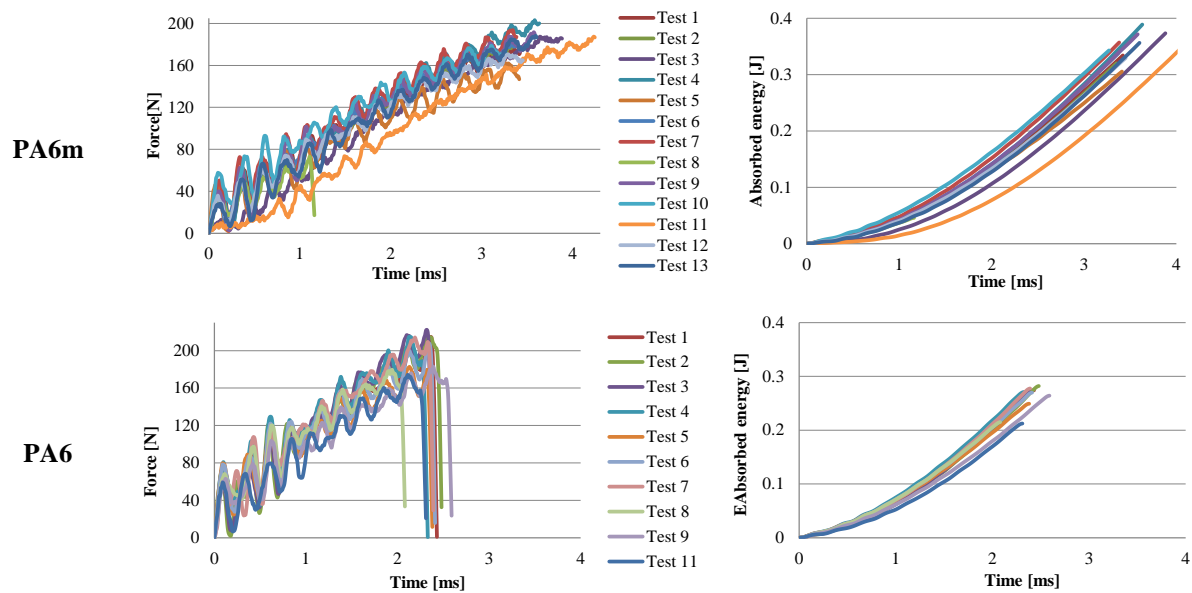 PA6m
Force[N]
200
160
120
80
40
0
0 1 2 3 4
Time [ms]
Test 1
Test 2
Test 3
Test 4
Test 5
Test 6
Test 7
Test 8
Test 9
Test 10
Test 11
Test 12
Test 13
Absorbed energy [J]
0.4
0.3
0.2
0.1
0
0 1 2 3 4
Time [ms]
PA6
Force [N]
200
160
120
80
40
0
0 1 2 3 4
Time [ms]
Test 1
Test 2
Test 3
Test 4
Test 5
Test 6
Test 7
Test 8
Test 9
Test 11
EAbsorbed energy [J]
0.4
0.3
0.2
0.1
0
0 1 2 3 4
Time [ms]